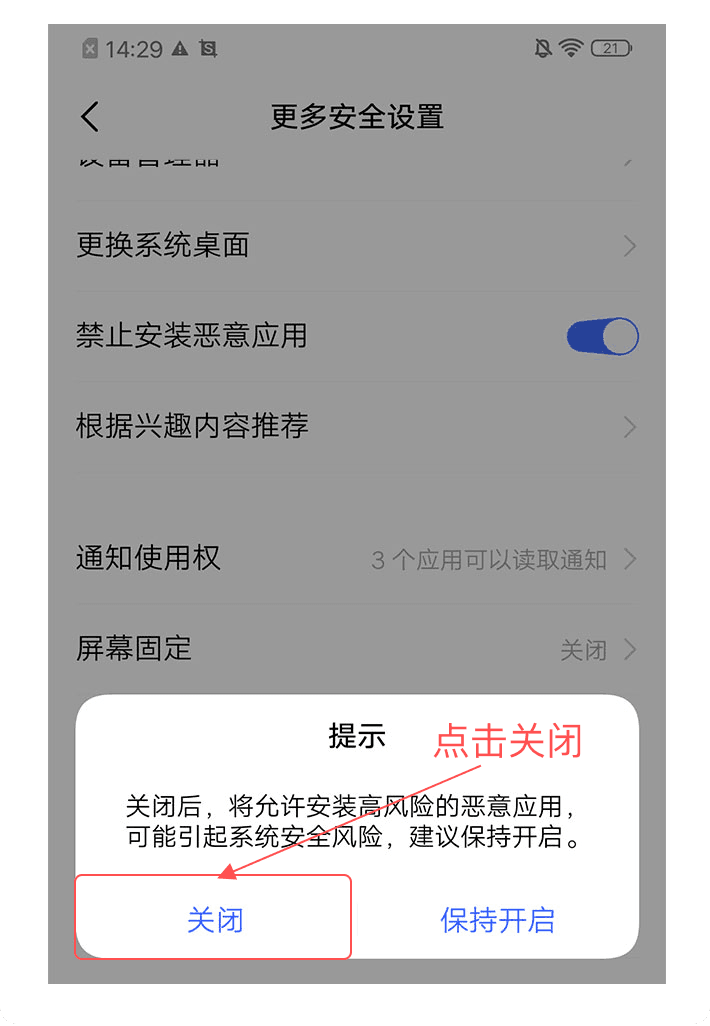 14:29
21
更多安全设置
设备管理器
更换系统桌面
禁止安装恶意应用
根据兴趣内容推荐
通知使用权 3 个应用可以读取通知
屏幕固定 关闭
提示
点击关闭
关闭后，将允许安装高风险的恶意应用，
可能引起系统安全风险，建议保持开启。
关闭 保持开启